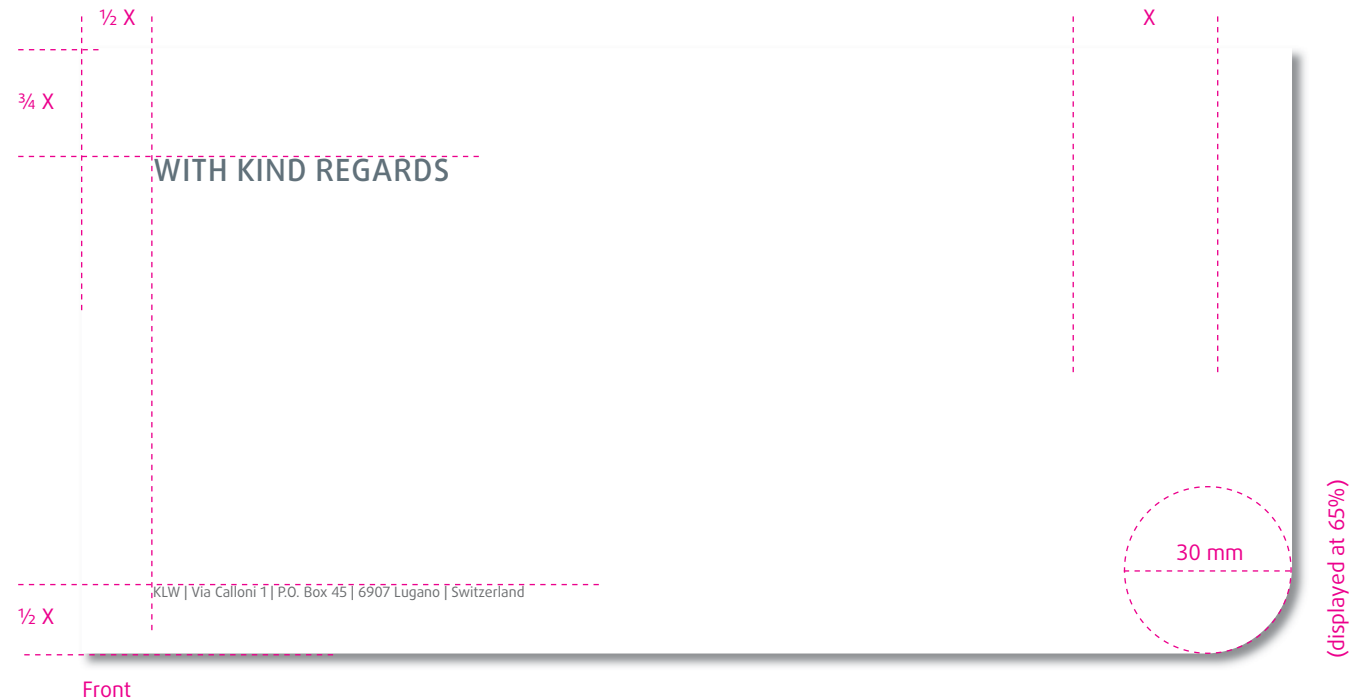 ½ X
X
¾ X
WITH KIND REGARDS
30 mm
(displayed at 65%)
KLW | Via Calloni 1 | P.O. Box 45 | 6907 Lugano | Switzerland
½ X
Front